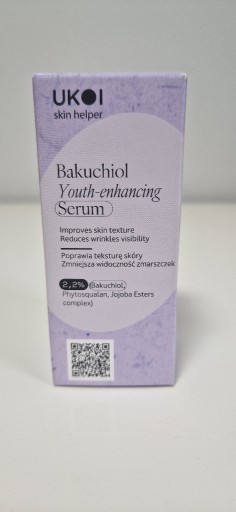 UKOI
skin helper
Bakuchiol
Youth-enhancing
Serum
Improves skin texture
Reduces wrinkles visibility
Poprawia teksturę skóry
Zmniejsza widoczność zmarszczek
2,2% (Bakuchiol,
Phytosqualan, Jojoba Esters
complex)